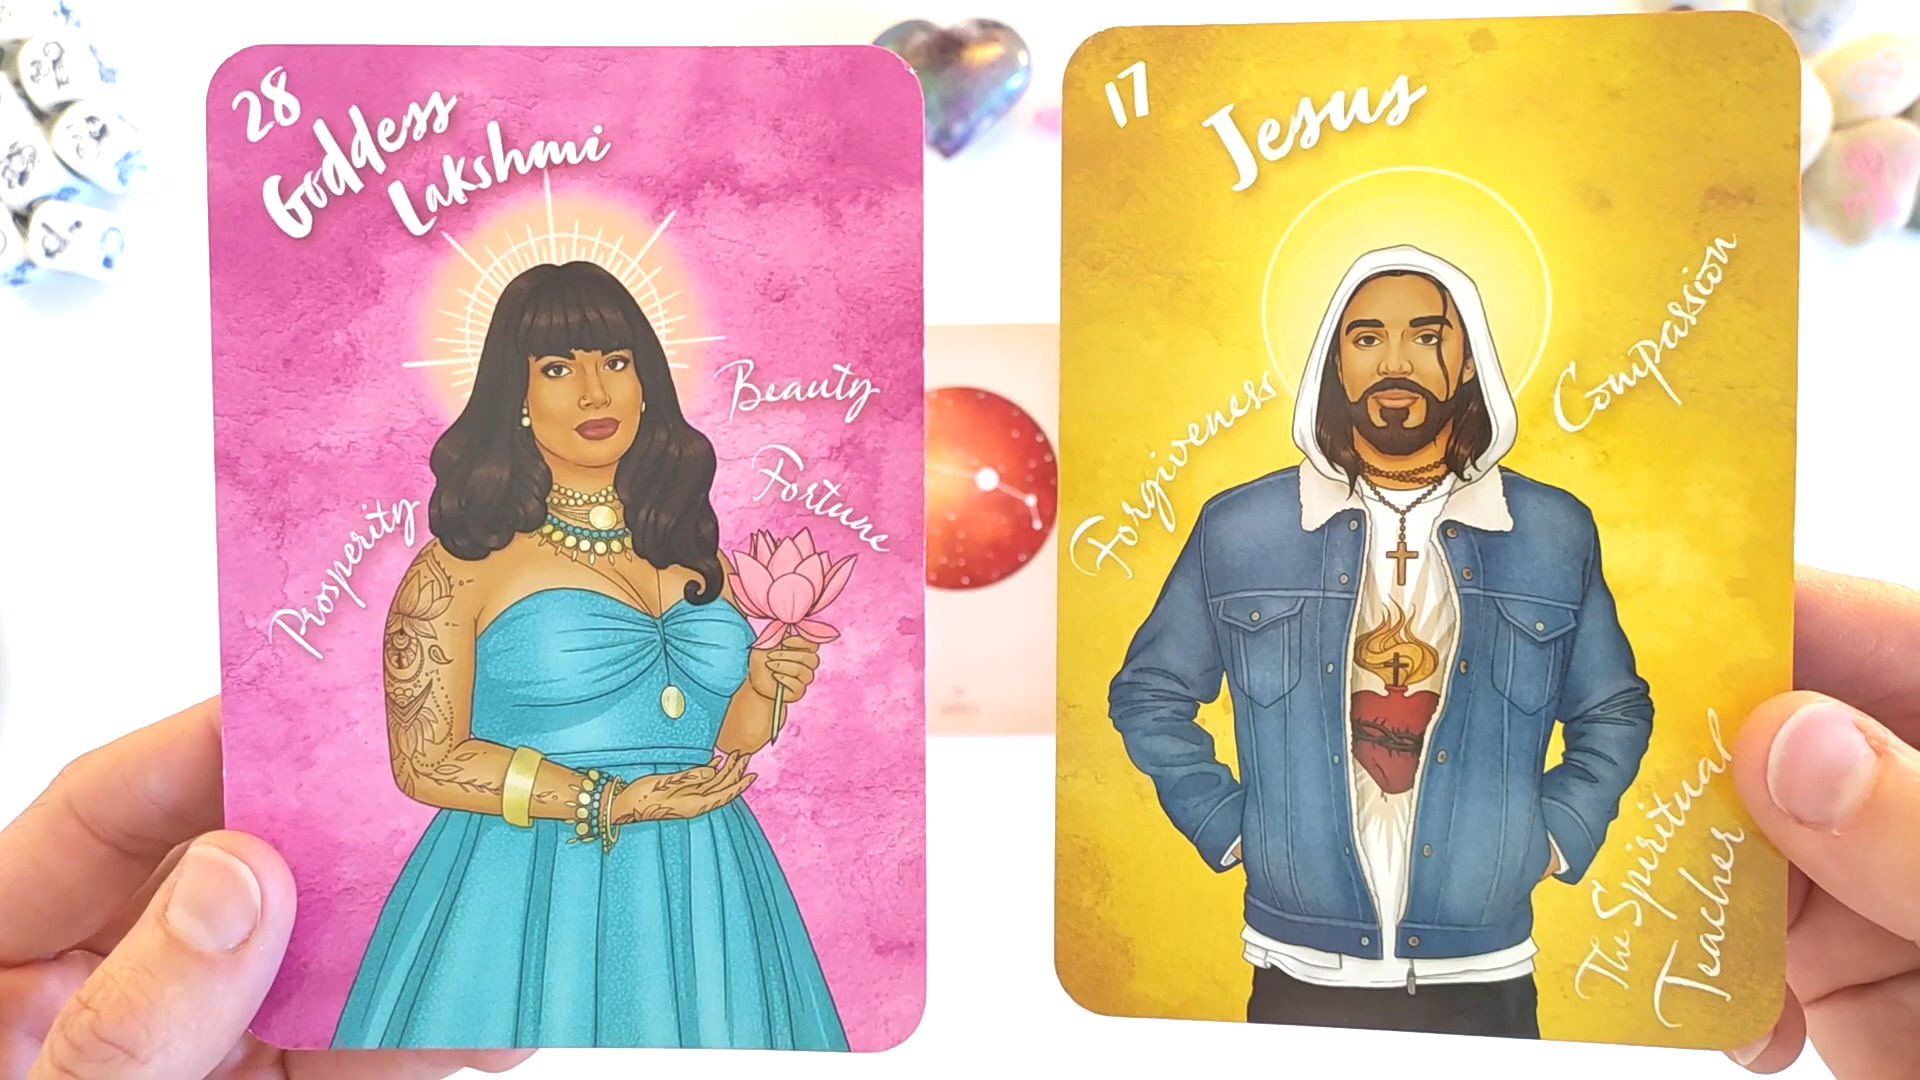 28
Goddess
Lakshmi
Beauty
Fortune
Prosperity
17
Jesus
Forgiveness
Compassion
The Spiritual
Teacher